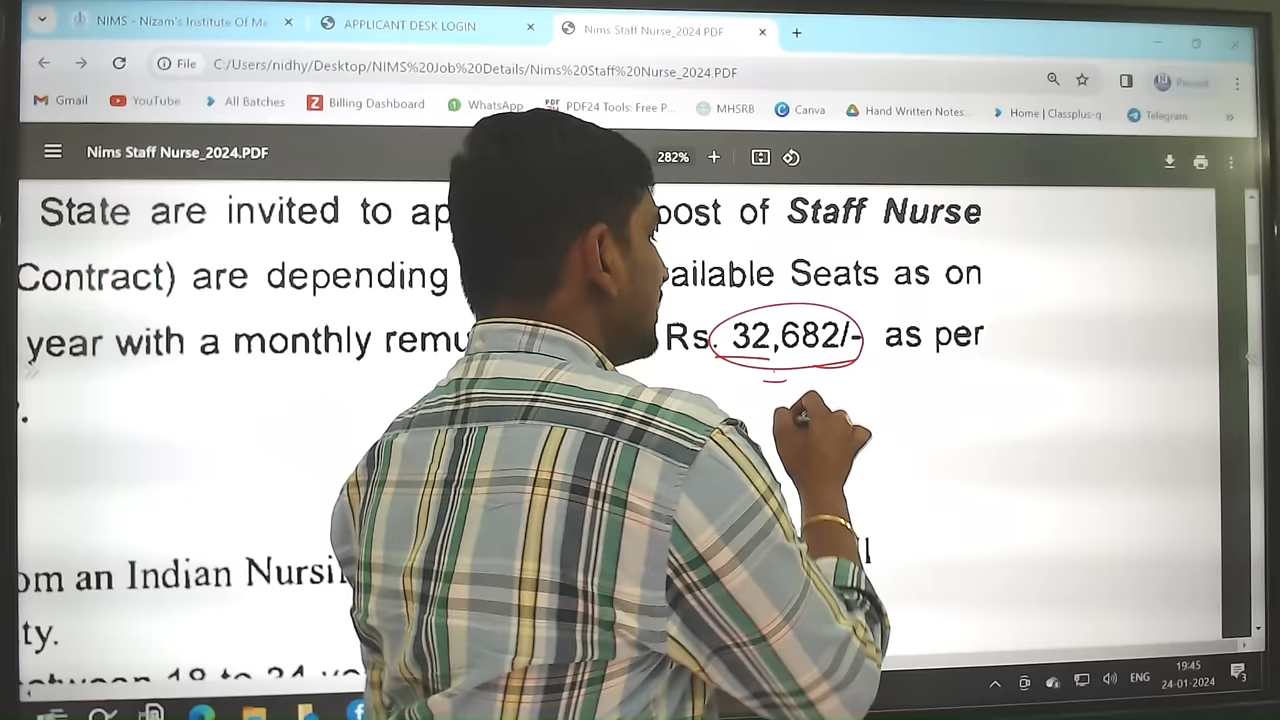 NIMS - Nizam's Institute Of Me
APPLICANT DESK LOGIN
Nims Staff Nurse_2024 PDF
File C:/Users/nidhy/Desktop/NIMS%20Job%20Details/Nims%20Staff%20Nurse_2024.PDF
Paused
Gmail YouTube All Batches Billing Dashboard WhatsApp PDF24 Tools: Free P... MHSRB Canva Hand Written Notes... Home | Classplus-q Telegram
Nims Staff Nurse_2024.PDF 282%
State are invited to ap post of Staff Nurse
Contract) are depending ailable Seats as on
year with a monthly remu Rs. 32,682/- as per
om an Indian Nursi
ty.
ENG 19:45
24-01-2024
3